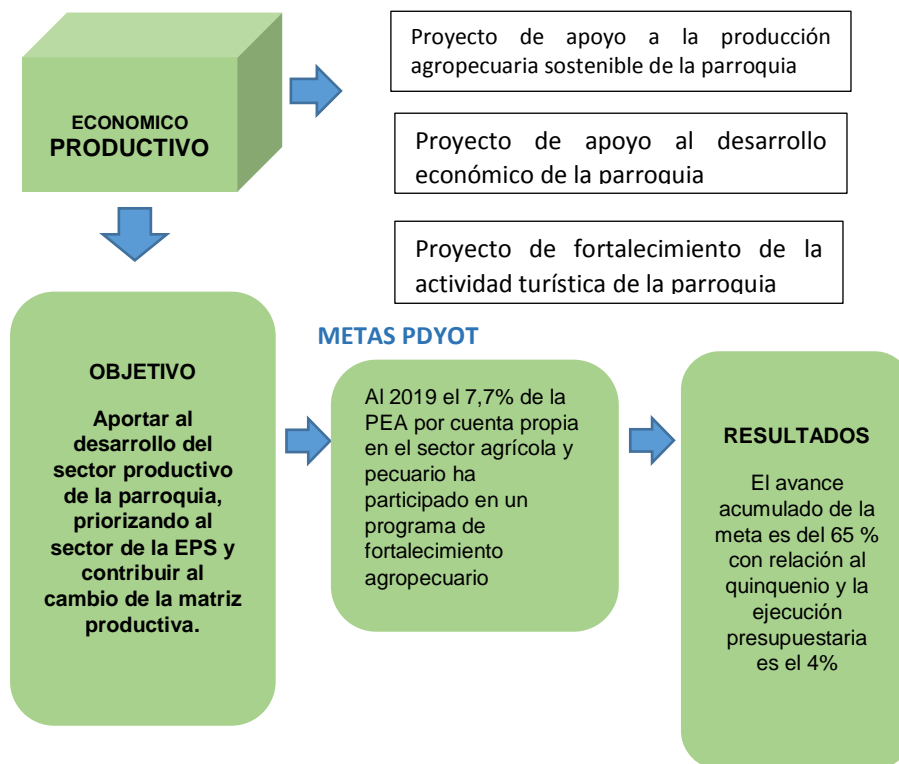 Proyecto de apoyo a la producción
agropecuaria sostenible de la parroquia
ECONOMICO
PRODUCTIVO
Proyecto de apoyo al desarrollo
económico de la parroquia
Proyecto de fortalecimiento de la
actividad turística de la parroquia
METAS PDYOT
OBJETIVO
Aportar al
desarrollo del
sector productivo
de la parroquia,
priorizando al
sector de la EPS y
contribuir al
cambio de la matriz
productiva.
Al 2019 el 7,7% de la
PEA por cuenta propia
en el sector agrícola y
pecuario ha
participado en un
programa de
fortalecimiento
agropecuario
RESULTADOS
El avance
acumulado de la
meta es del 65 %
con relación al
quinquenio y la
ejecución
presupuestaria
es el 4%